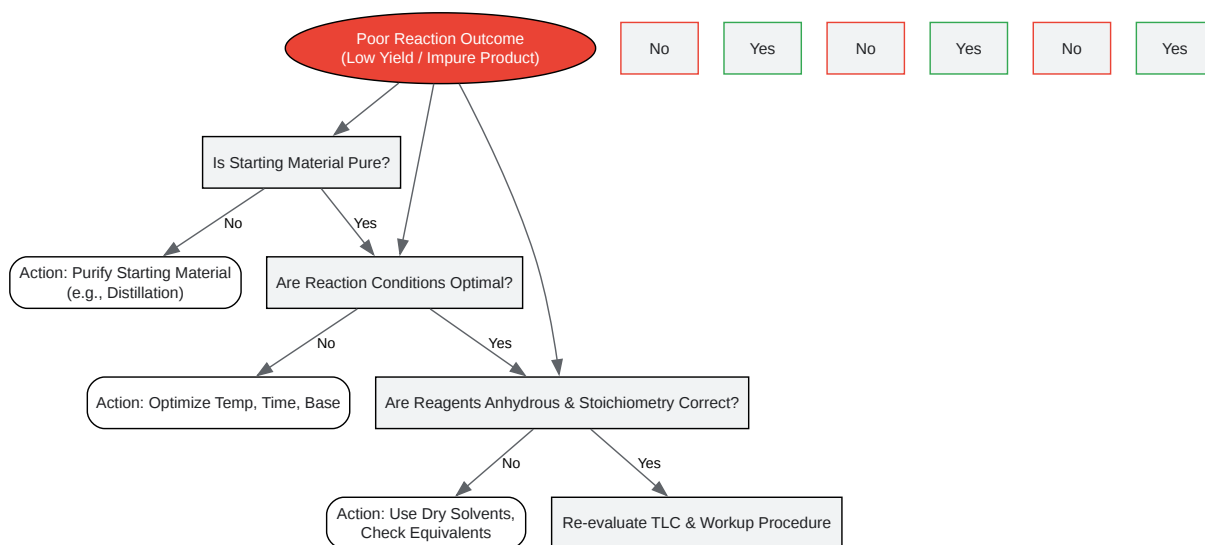 Poor Reaction Outcome
(Low Yield / Impure Product)
No
Yes
No
Yes
No
Yes
Is Starting Material Pure?
No
Yes
Action: Purify Starting Material
(e.g., Distillation)
Are Reaction Conditions Optimal?
No
Yes
Action: Optimize Temp, Time, Base
Are Reagents Anhydrous & Stoichiometry Correct?
No
Yes
Action: Use Dry Solvents,
Check Equivalents
Re-evaluate TLC & Workup Procedure